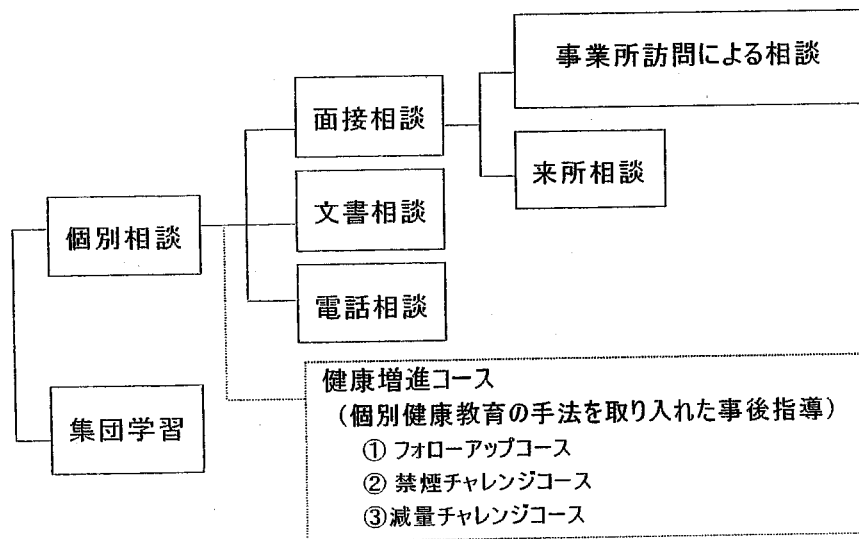 事業所訪問による相談
面接相談
来所相談
文書相談
個別相談
電話相談
健康増進コース
(個別健康教育の手法を取り入れた事後指導)
① フォローアップコース
② 禁煙チャレンジコース
③減量チャレンジコース
集団学習